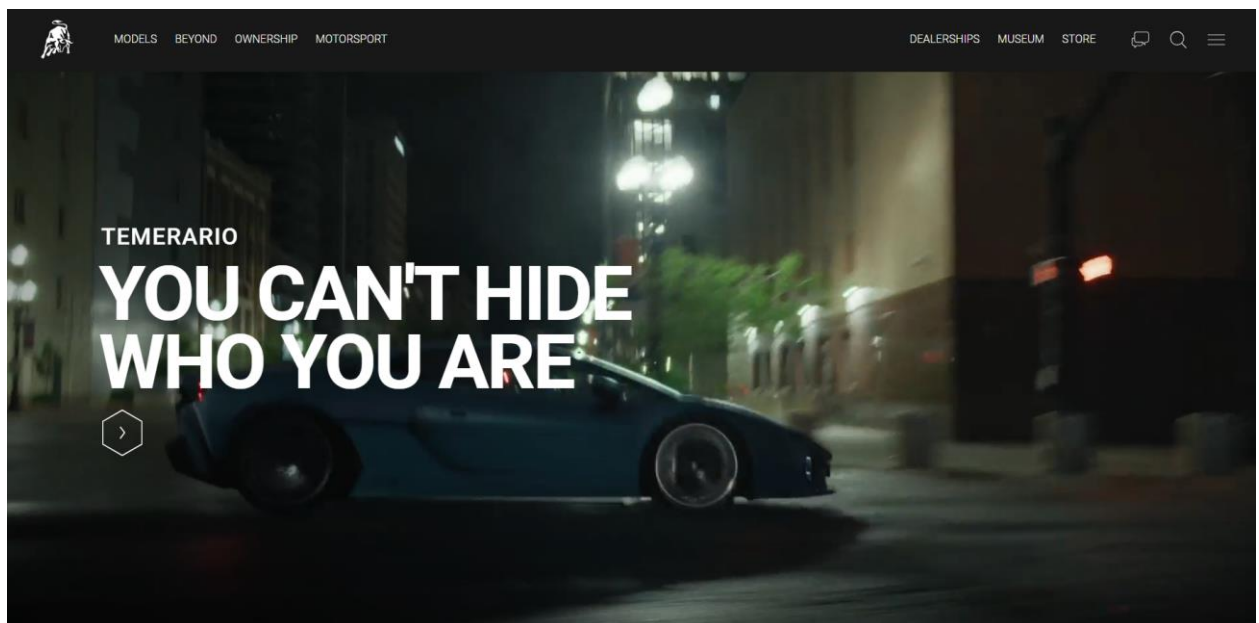 MODELS BEYOND OWNERSHIP MOTORSPORT DEALERSHIPS MUSEUM STORE
TEMERARIO
YOU CAN'T HIDE
WHO YOU ARE